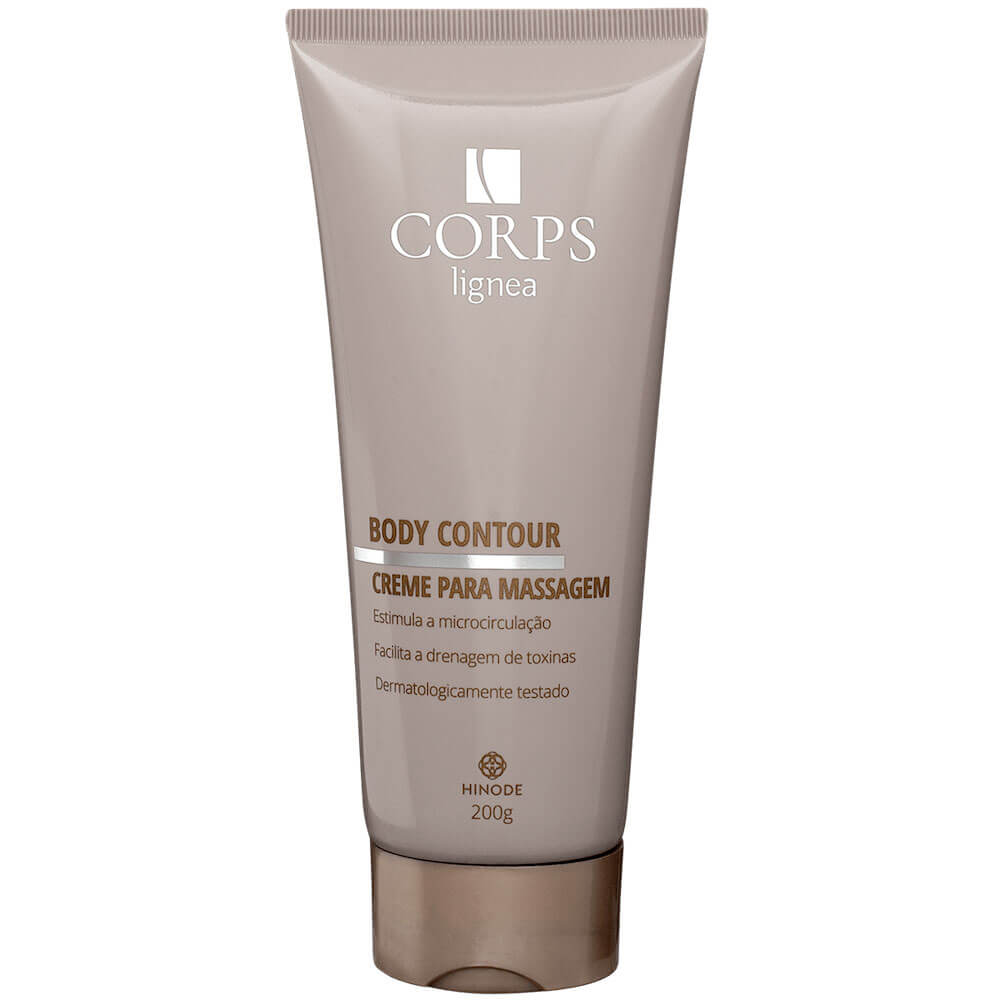 CORPS
lignea
BODY CONTOUR
CREME PARA MASSAGEM
Estimula a microcirculação
Facilita a drenagem de toxinas
Dermatologicamente testado
HINODE
200g